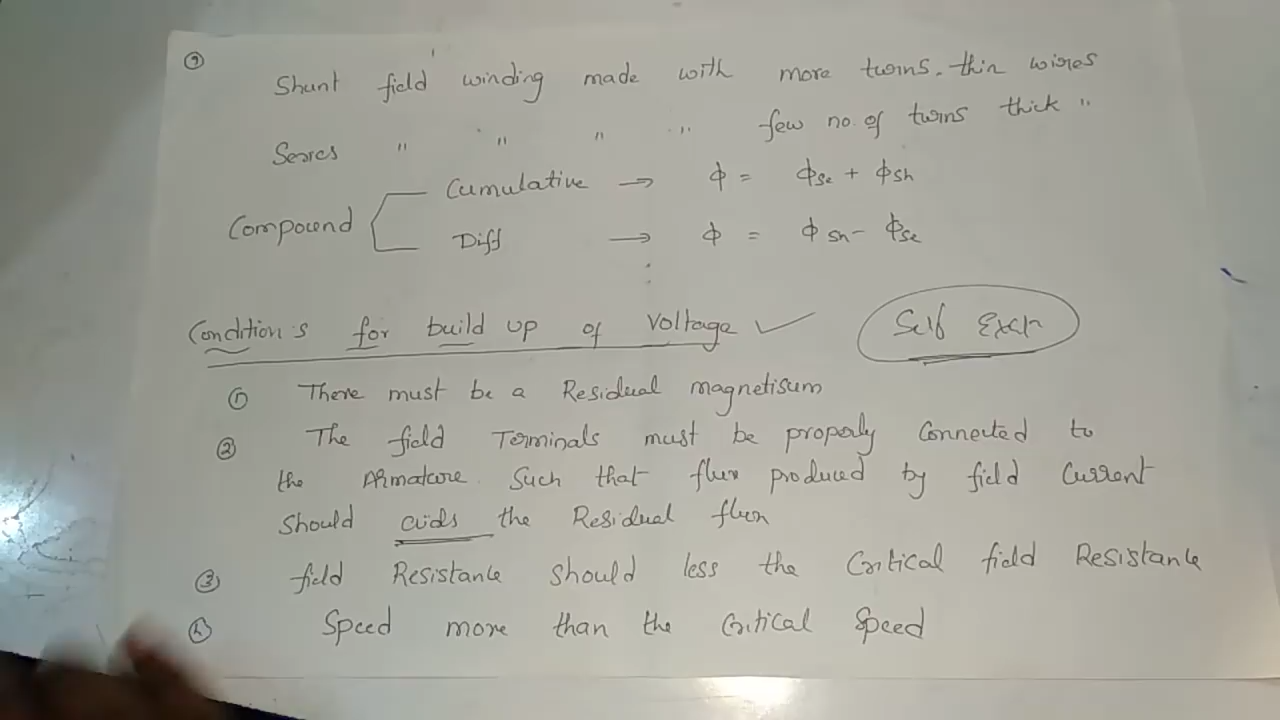 ⑨
Shunt field winding made with more turns. thin wires
Series " " " " few no. of turns thick "
Compound
Cumulative → ϕ = ϕse + ϕsh
Diff → ϕ = ϕsh - ϕse
Condition's for build up of voltage ✓
Self Exxn
① There must be a Residual magnetisum
② The field Terminals must be properly Connected to
the Armature Such that flux produced by field Current
should aids the Residual flux
③ field Resistance should less the Critical field Resistance
④ Speed more than the Critical Speed